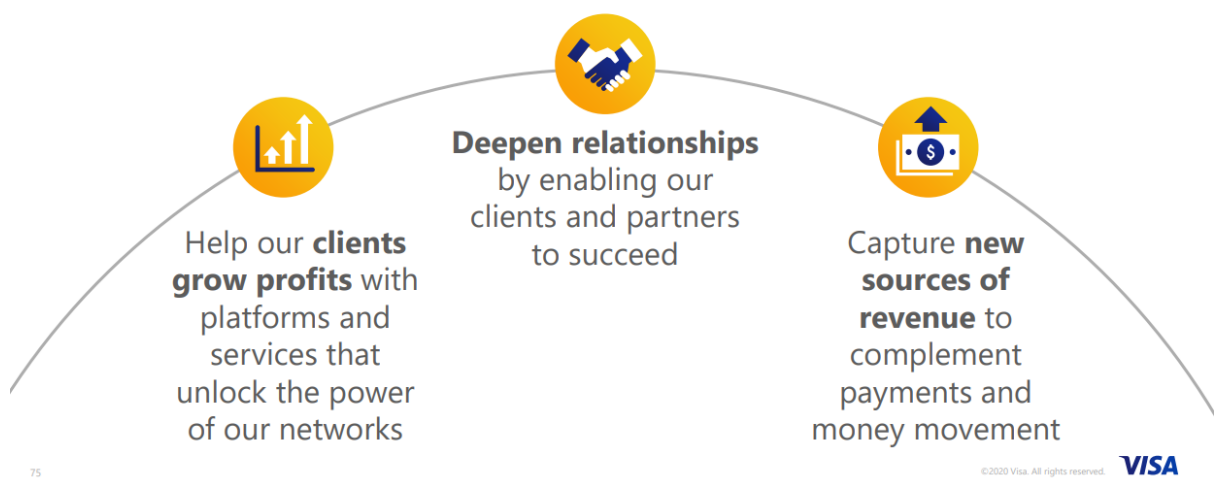 Help our clients
grow profits with
platforms and
services that
unlock the power
of our networks
Deepen relationships
by enabling our
clients and partners
to succeed
$
Capture new
sources of
revenue to
complement
payments and
money movement
75
©2020 Visa. All rights reserved.
VISA